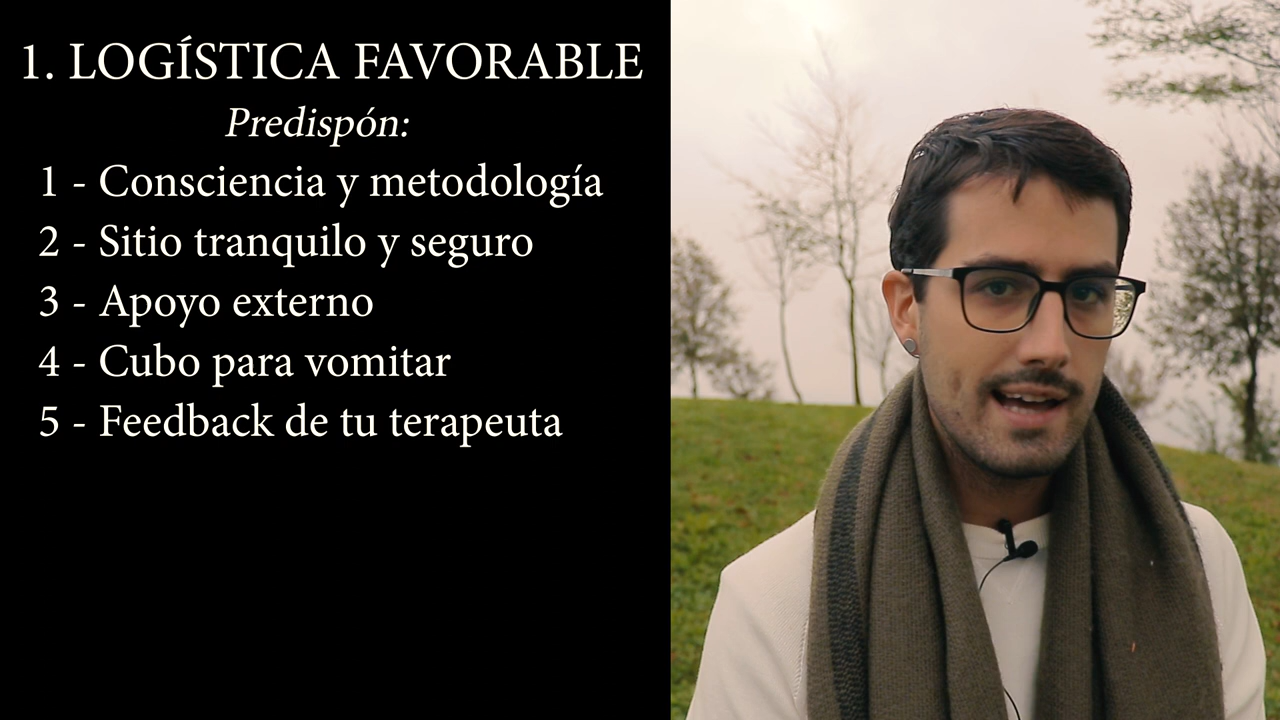 1. LOGÍSTICA FAVORABLE
Predispón:
1 - Consciencia y metodología
2 - Sitio tranquilo y seguro
3 - Apoyo externo
4 - Cubo para vomitar
5 - Feedback de tu terapeuta